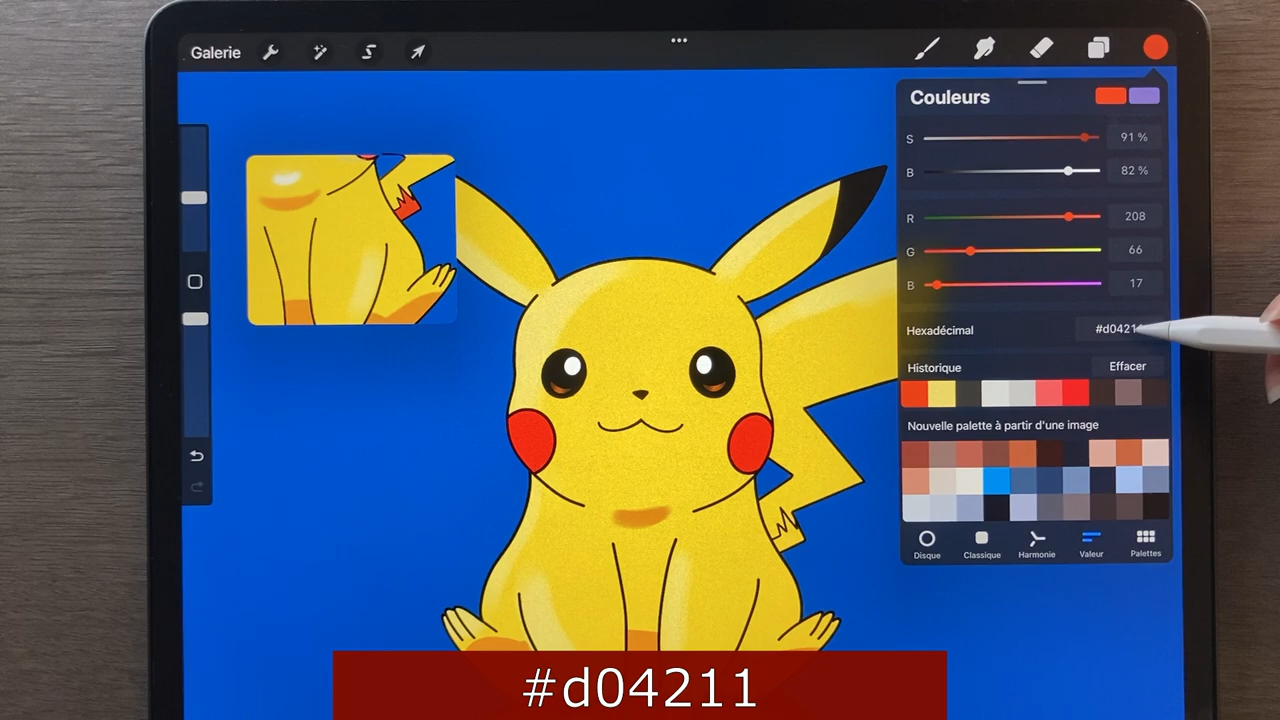 Galerie
Couleurs
S 91 %
B 82 %
R 208
G 66
B 17
Hexadécimal #d0421
Historique Effacer
Nouvelle palette à partir d'une image
Disque Classique Harmonie Valeur Palettes
#d04211